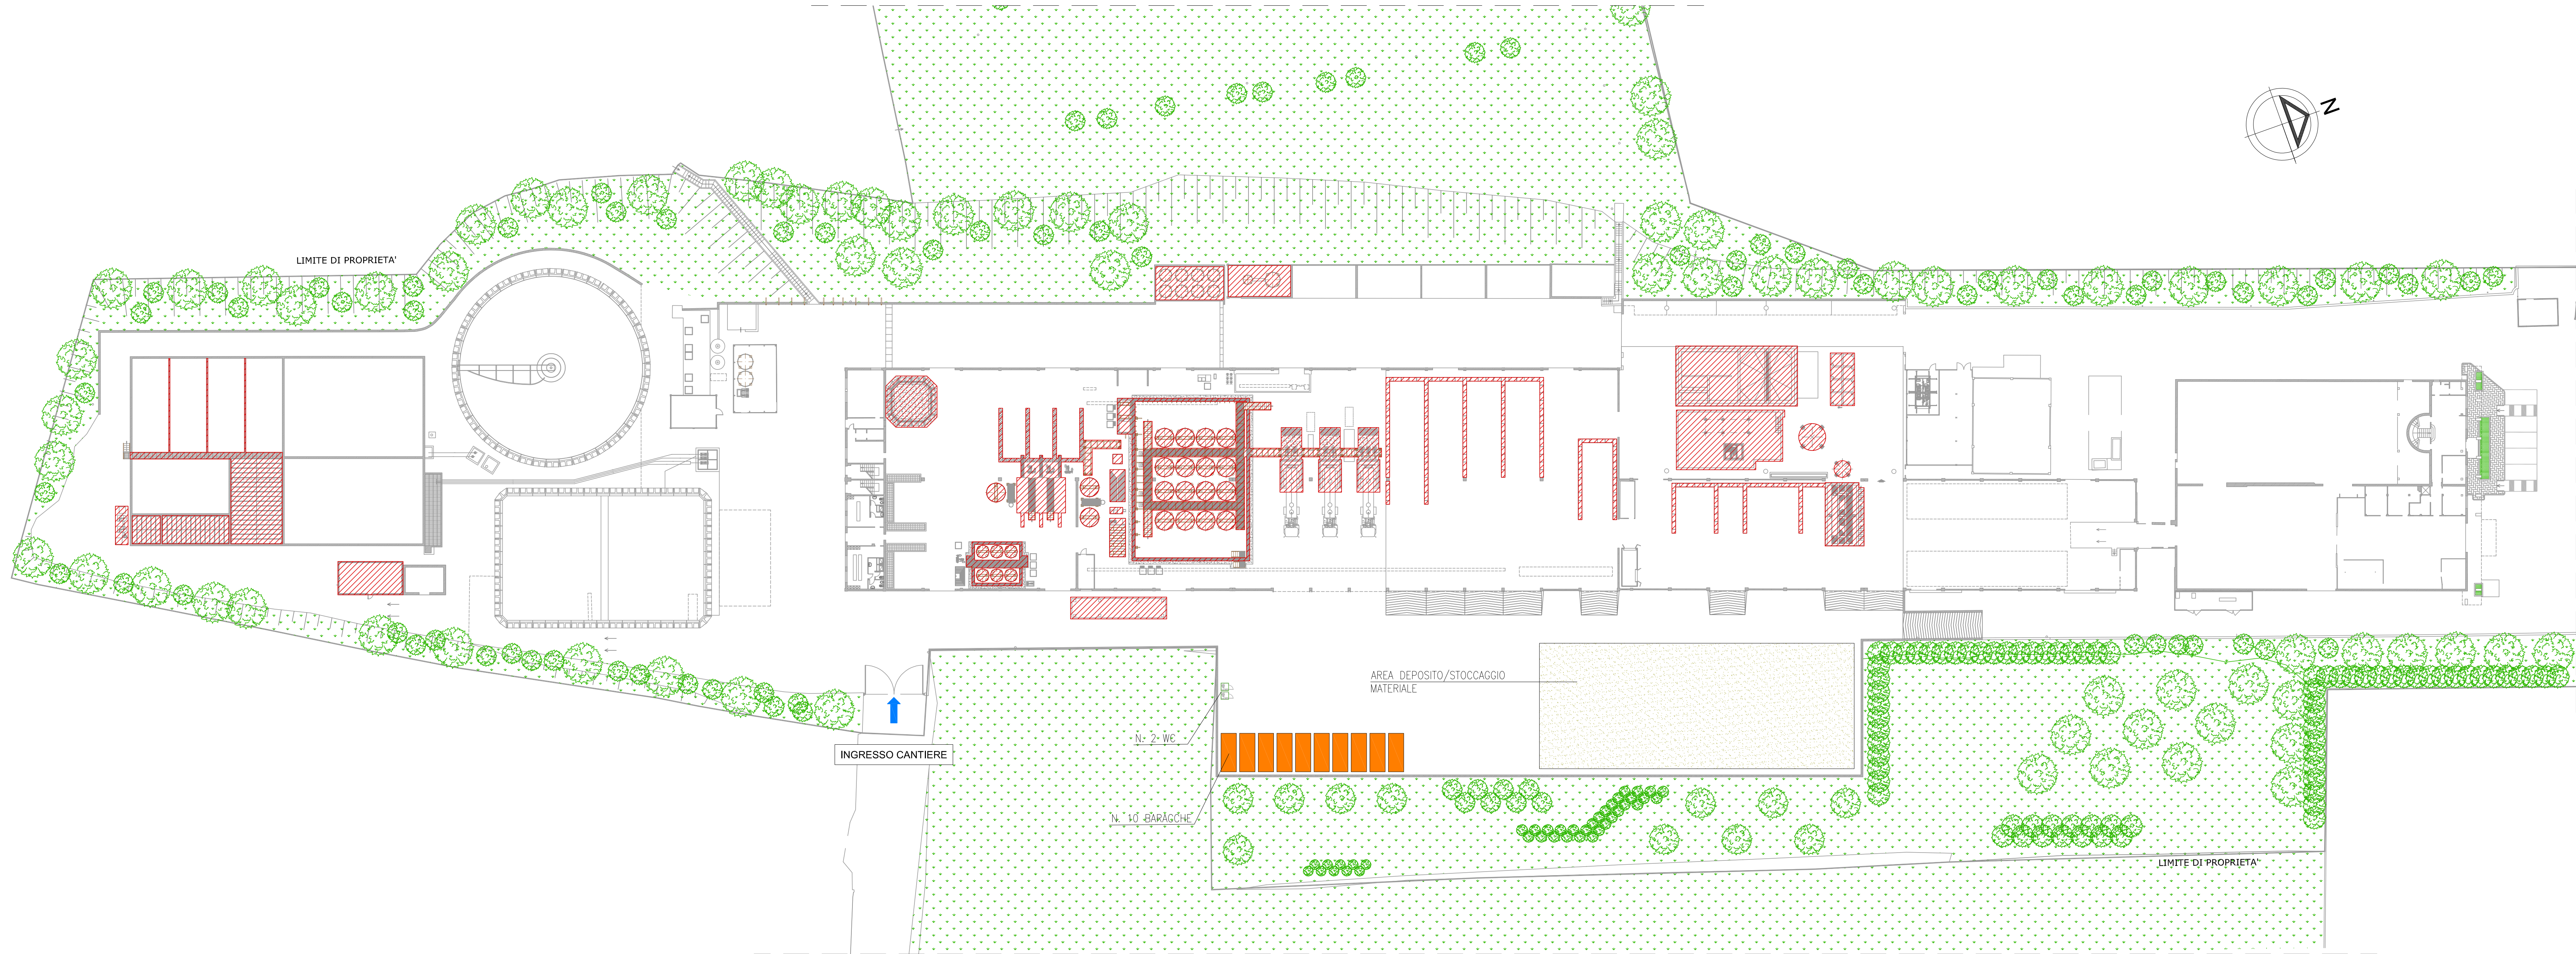 N
LIMITE DI PROPRIETA'
AREA DEPOSITO/STOCCAGGIO
MATERIALE
N. 2 WC
INGRESSO CANTIERE
N. 10 BARACCHE
LIMITE DI PROPRIETA'